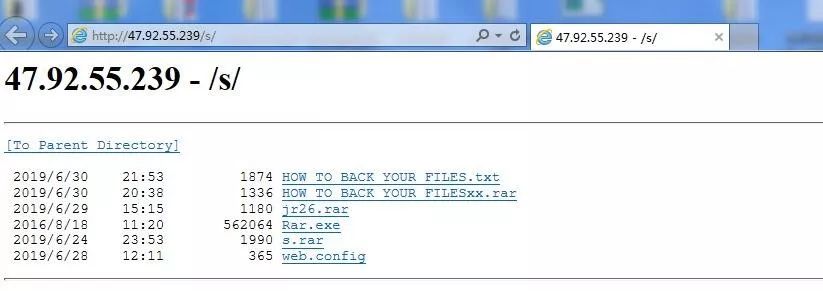 http://47.92.55.239/s/
47.92.55.239 - /s/
47.92.55.239 - /s/
[To Parent Directory]
2019/6/30 21:53 1874 HOW TO BACK YOUR FILES.txt
2019/6/30 20:38 1336 HOW TO BACK YOUR FILESxx.rar
2019/6/29 15:15 1180 jr26.rar
2016/8/18 11:20 562064 Rar.exe
2019/6/24 23:53 1990 s.rar
2019/6/28 12:11 365 web.config